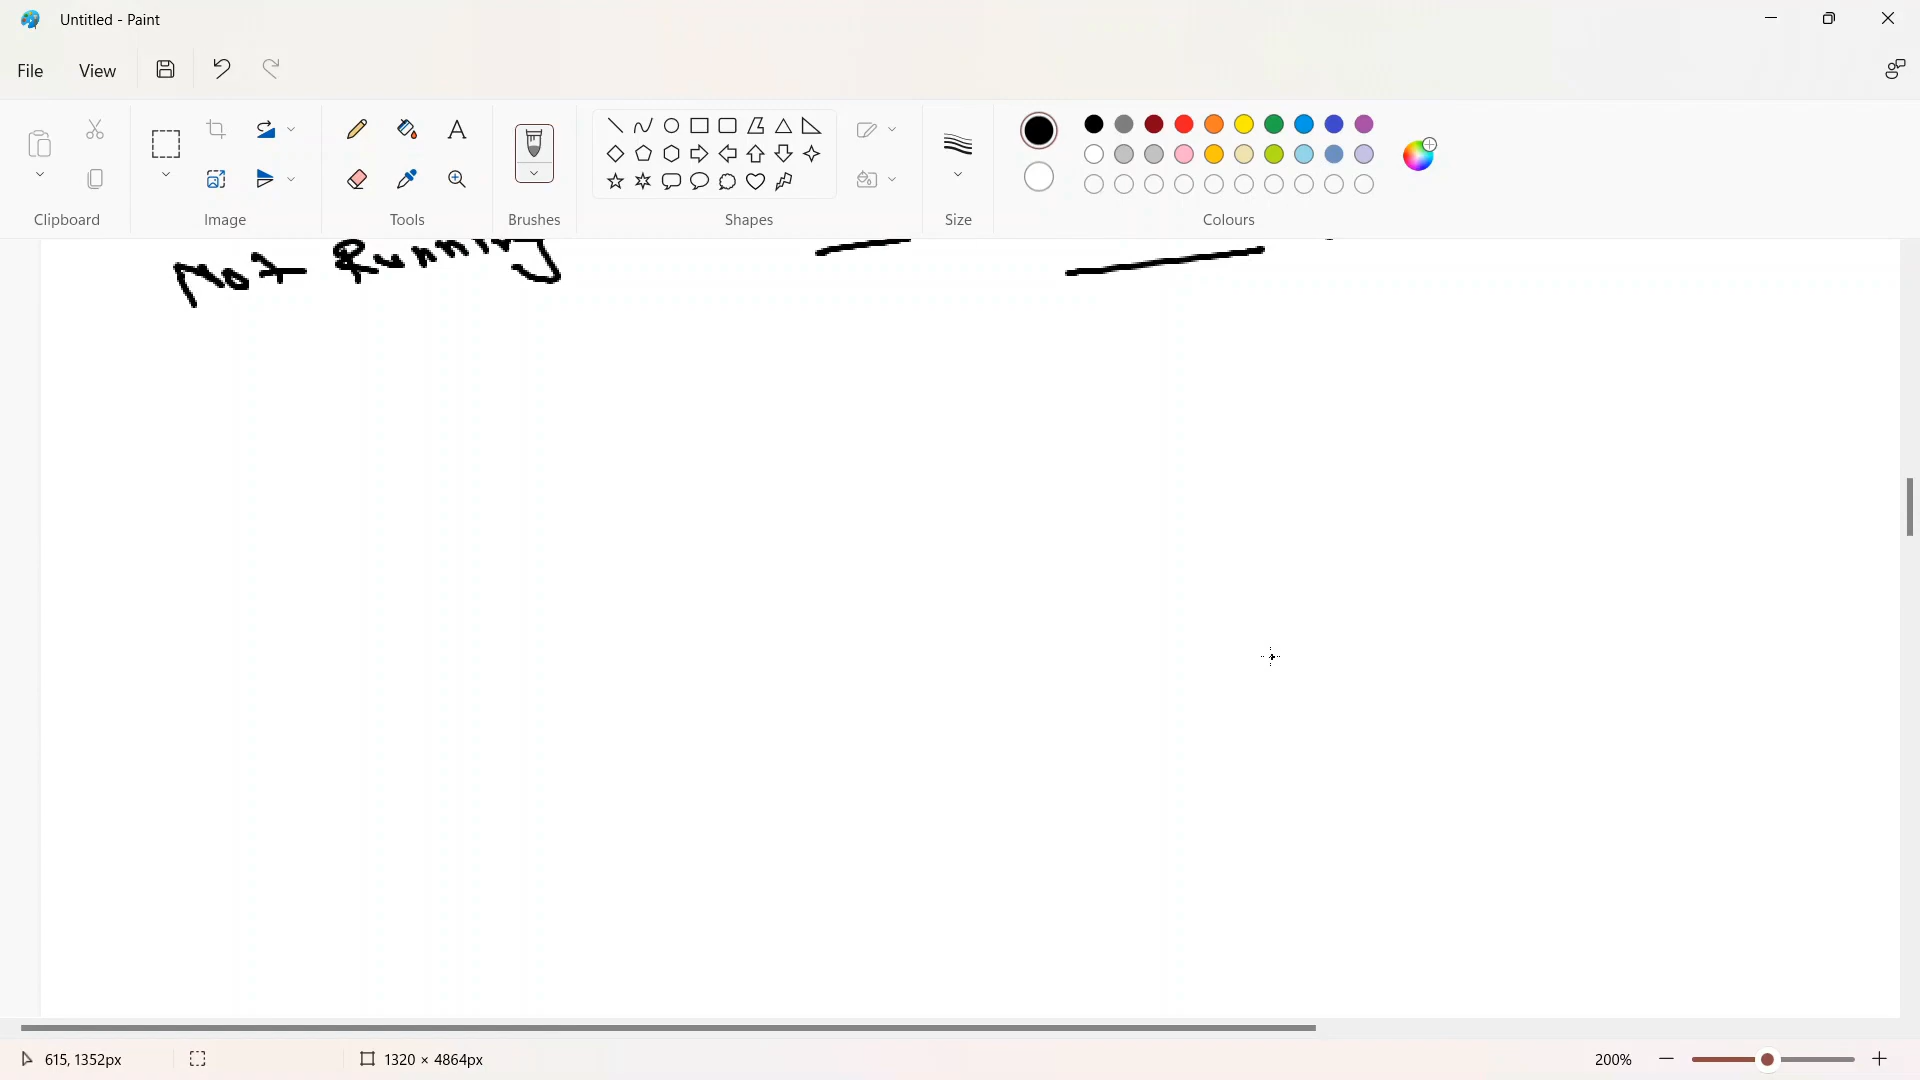 Untitled - Paint
File View
Clipboard Image Tools Brushes Shapes Size Colours
Not Running
615, 1352px 1320 × 4864px 200%